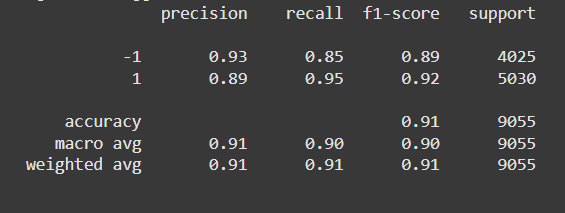 precision recall f1-score support
-1 0.93 0.85 0.89 4025
1 0.89 0.95 0.92 5030
accuracy 0.91 9055
macro avg 0.91 0.90 0.90 9055
weighted avg 0.91 0.91 0.91 9055